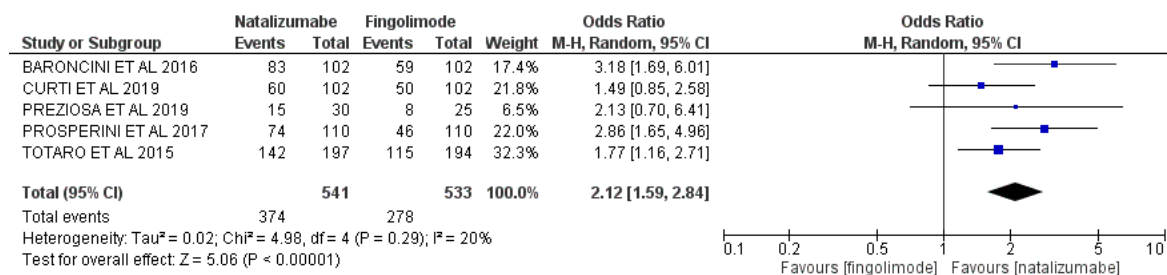 Natalizumabe Fingolimode Odds Ratio Odds Ratio
Study or Subgroup Events Total Events Total Weight M-H, Random, 95% CI M-H, Random, 95% CI
BARONCINI ET AL 2016 83 102 59 102 17.4% 3.18 [1.69, 6.01]
CURTI ET AL 2019 60 102 50 102 21.8% 1.49 [0.85, 2.58]
PREZIOSA ET AL 2019 15 30 8 25 6.5% 2.13 [0.70, 6.41]
PROSPERINI ET AL 2017 74 110 46 110 22.0% 2.86 [1.65, 4.96]
TOTARO ET AL 2015 142 197 115 194 32.3% 1.77 [1.16, 2.71]
Total (95% CI) 541 533 100.0% 2.12 [1.59, 2.84]
Total events 374 278
Heterogeneity: Tau² = 0.02; Chi² = 4.98, df = 4 (P = 0.29); I² = 20%
Test for overall effect: Z = 5.06 (P < 0.00001)
0.1 0.2 0.5 1 2 5 10
Favours [fingolimode] Favours [natalizumabe]